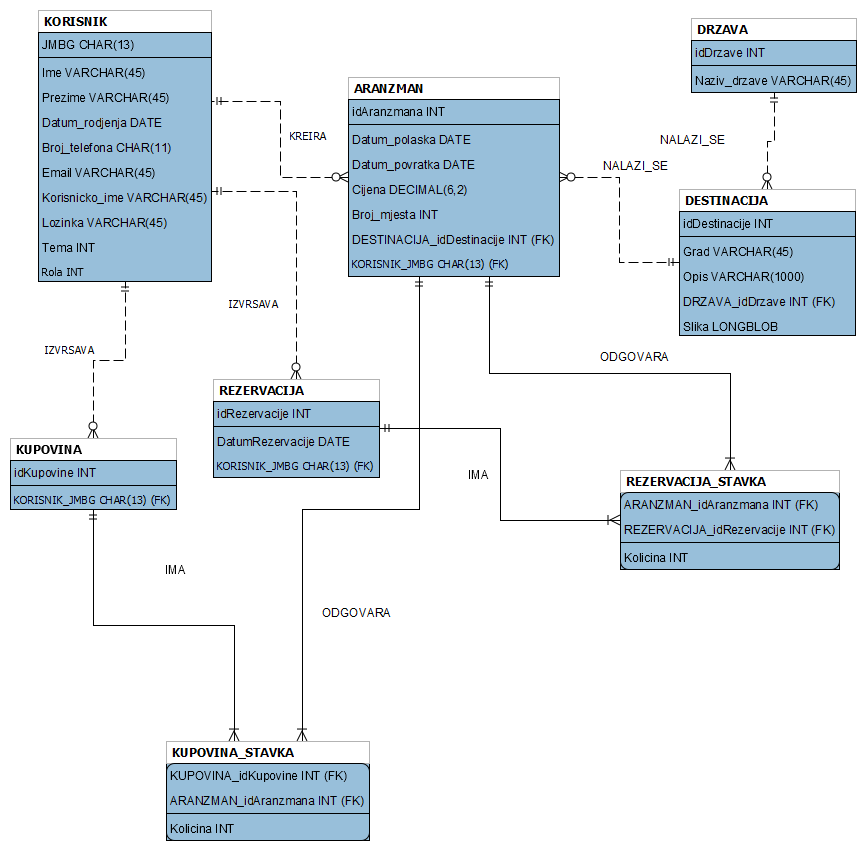 KORISNIK
JMBG CHAR(13)
Ime VARCHAR(45)
Prezime VARCHAR(45)
Datum_rodjenja DATE
Broj_telefona CHAR(11)
Email VARCHAR(45)
Korisnicko_ime VARCHAR(45)
Lozinka VARCHAR(45)
Tema INT
Rola INT
KREIRA
ARANZMAN
idAranzmana INT
Datum_polaska DATE
Datum_povratka DATE
Cijena DECIMAL(6,2)
Broj_mjesta INT
DESTINACIJA_idDestinacije INT (FK)
KORISNIK_JMBG CHAR(13) (FK)
DRZAVA
idDrzave INT
Naziv_drzave VARCHAR(45)
NALAZI_SE
NALAZI_SE
DESTINACIJA
idDestinacije INT
Grad VARCHAR(45)
Opis VARCHAR(1000)
DRZAVA_idDrzave INT (FK)
Slika LONGBLOB
IZVRSAVA
IZVRSAVA
ODGOVARA
REZERVACIJA
idRezervacije INT
DatumRezervacije DATE
KORISNIK_JMBG CHAR(13) (FK)
KUPOVINA
idKupovine INT
KORISNIK_JMBG CHAR(13) (FK)
IMA
REZERVACIJA_STAVKA
ARANZMAN_idAranzmana INT (FK)
REZERVACIJA_idRezervacije INT (FK)
Kolicina INT
IMA
ODGOVARA
KUPOVINA_STAVKA
KUPOVINA_idKupovine INT (FK)
ARANZMAN_idAranzmana INT (FK)
Kolicina INT